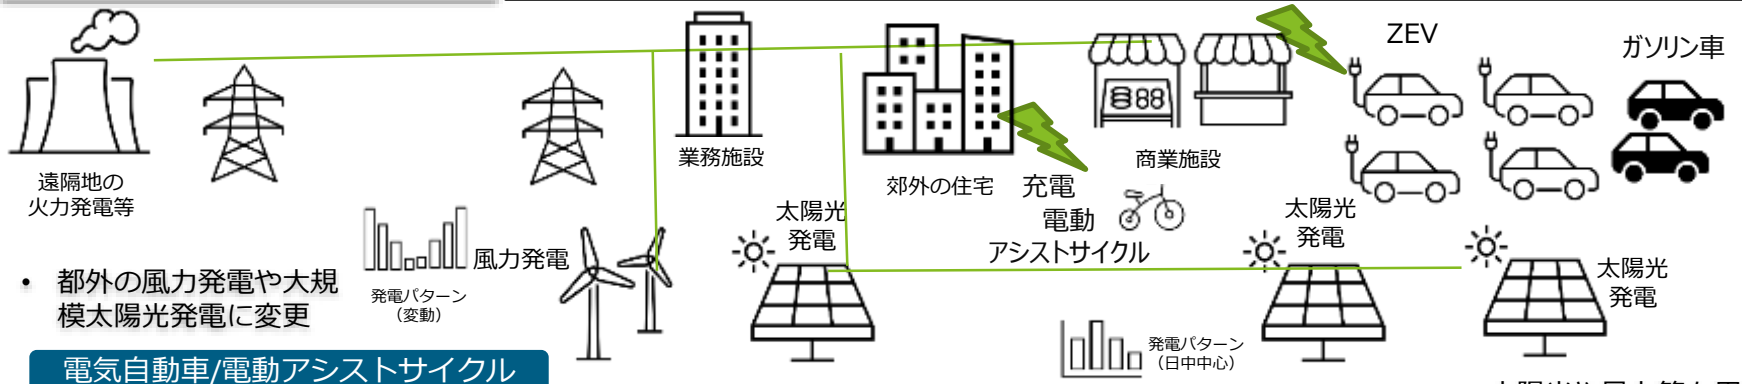 ZEV
ガソリン車
業務施設
商業施設
郊外の住宅
充電
電動
アシストサイクル
遠隔地の
火力発電等
風力発電
発電パターン
（変動）
太陽光
発電
太陽光
発電
太陽光
発電
発電パターン
（日中中心）
• 都外の風力発電や大規
模太陽光発電に変更
電気自動車/電動アシストサイクル